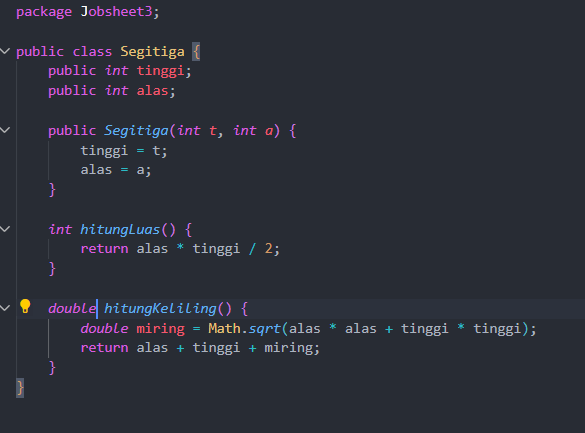 package Jobsheet3;
public class Segitiga {
public int tinggi;
public int alas;
public Segitiga(int t, int a) {
tinggi = t;
alas = a;
}
int hitungLuas() {
return alas * tinggi / 2;
}
double hitungKeliling() {
double miring = Math.sqrt(alas * alas + tinggi * tinggi);
return alas + tinggi + miring;
}
}